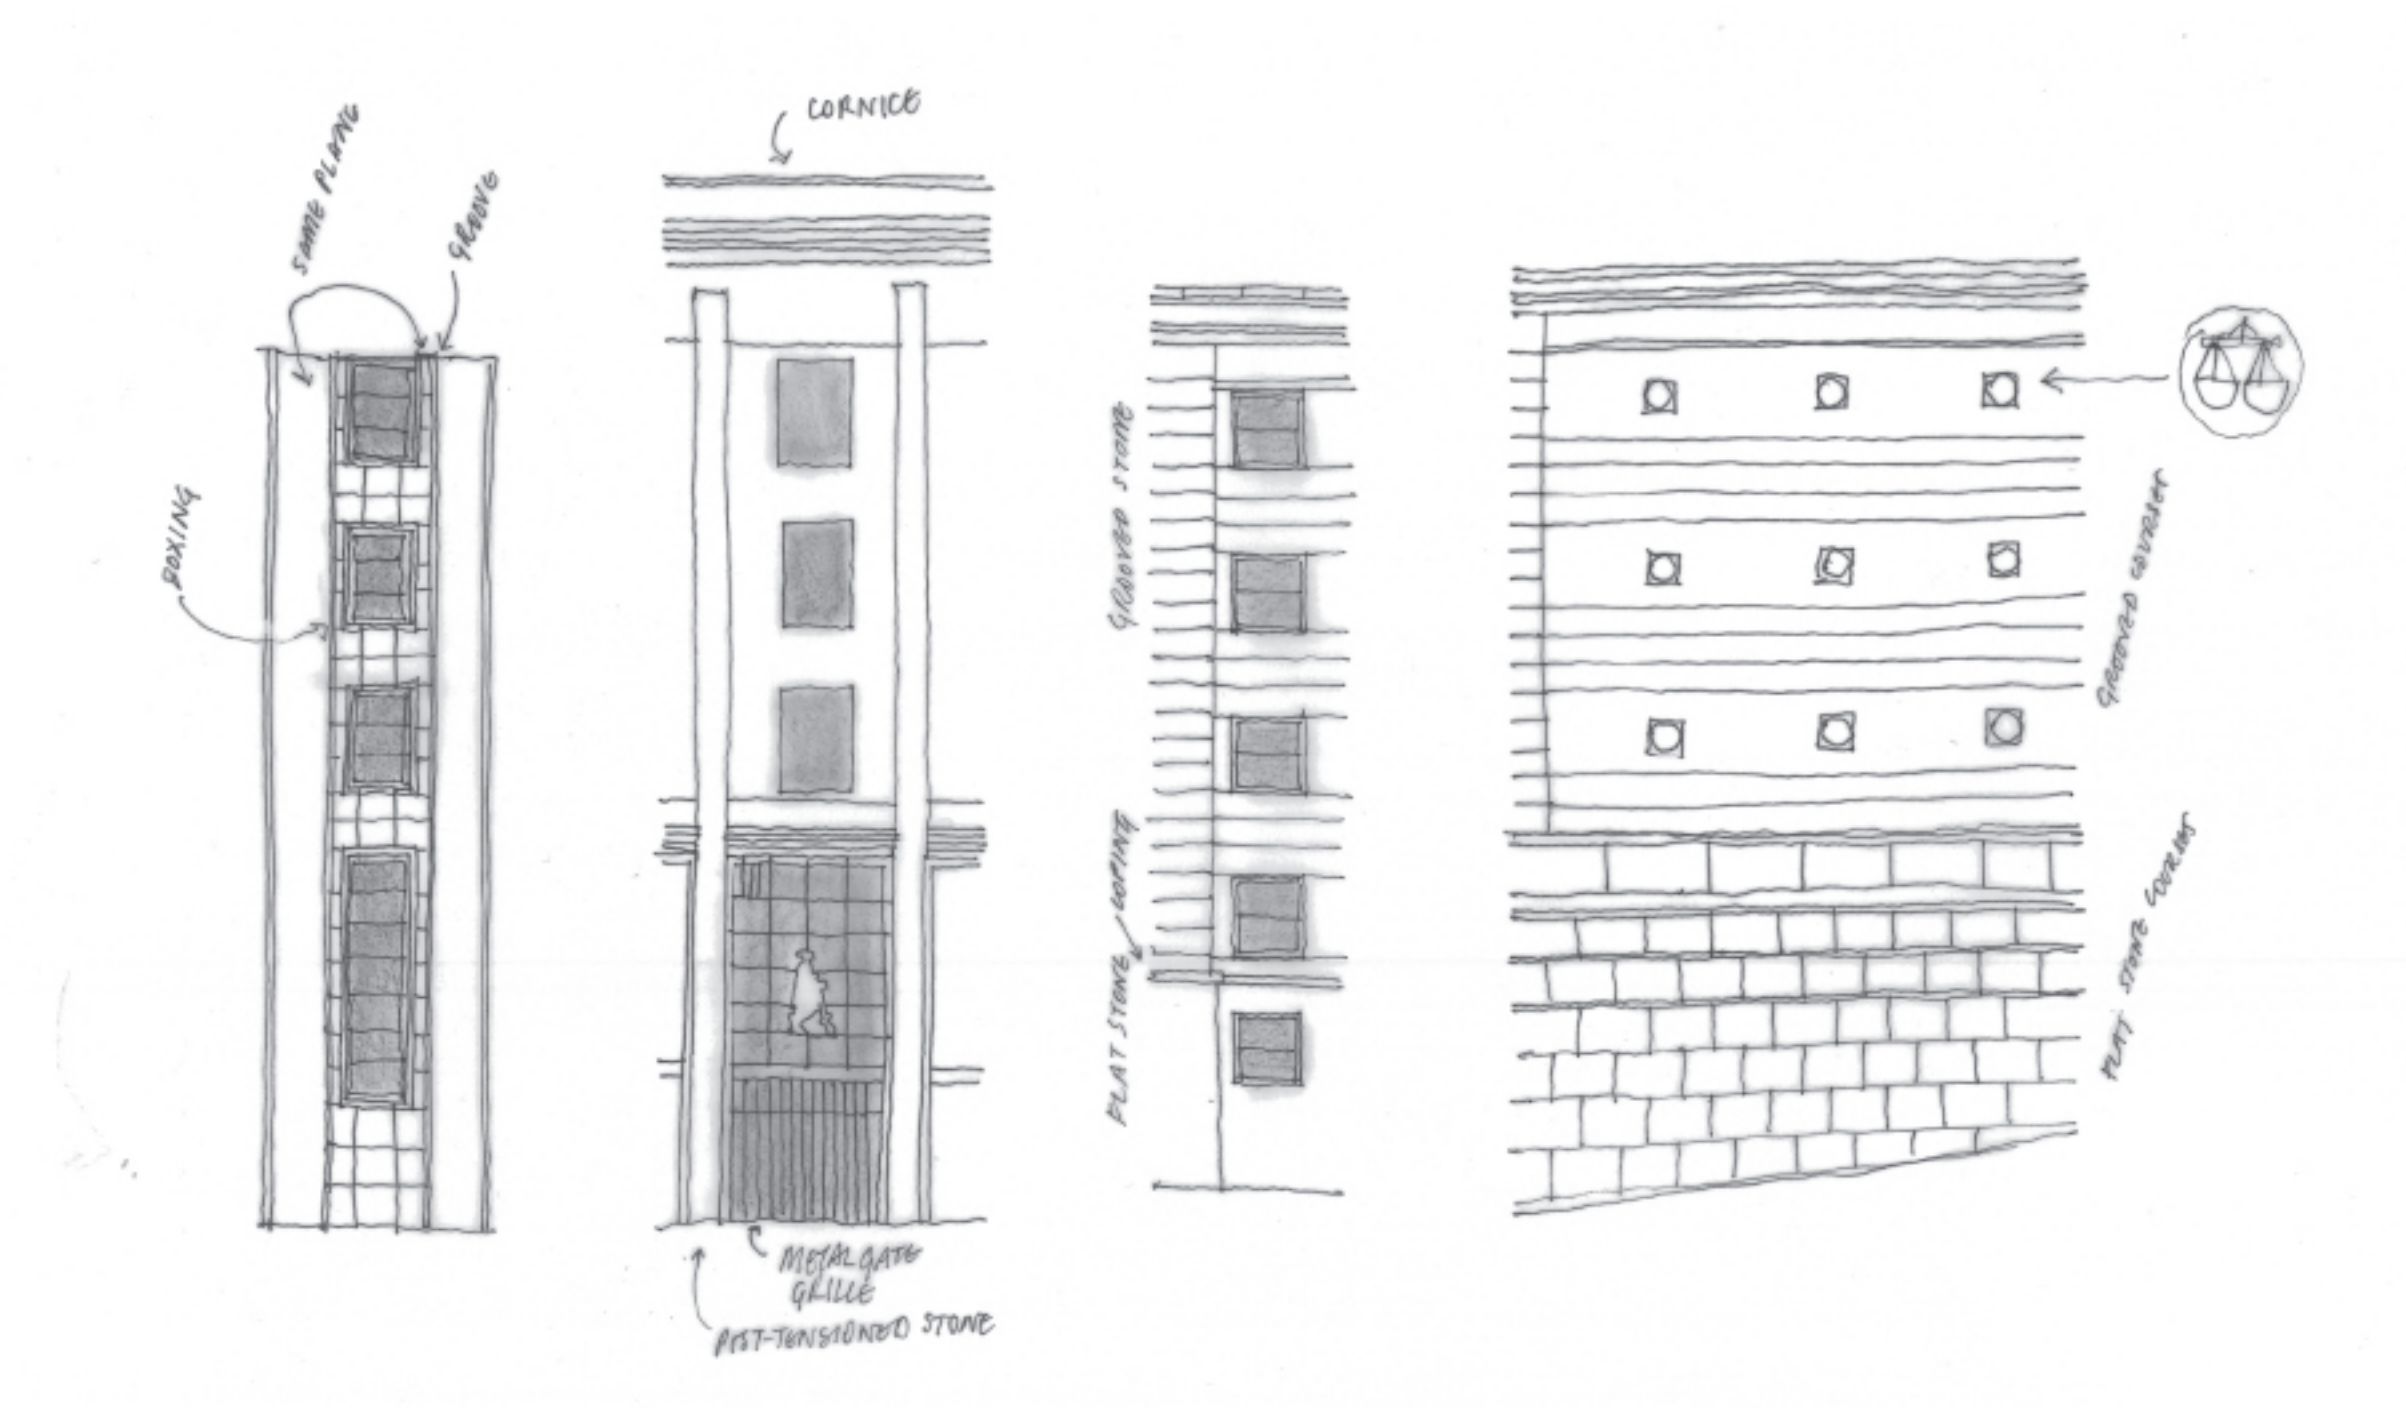 SAME PLANE
GROOVE
BOXING
CORNICE
METAL GATE
GRILLE
POST-TENSIONED STONE
GROOVED STONE
FLAT STONE COPING
GROOVED COURSES
FLAT STONE COURSES